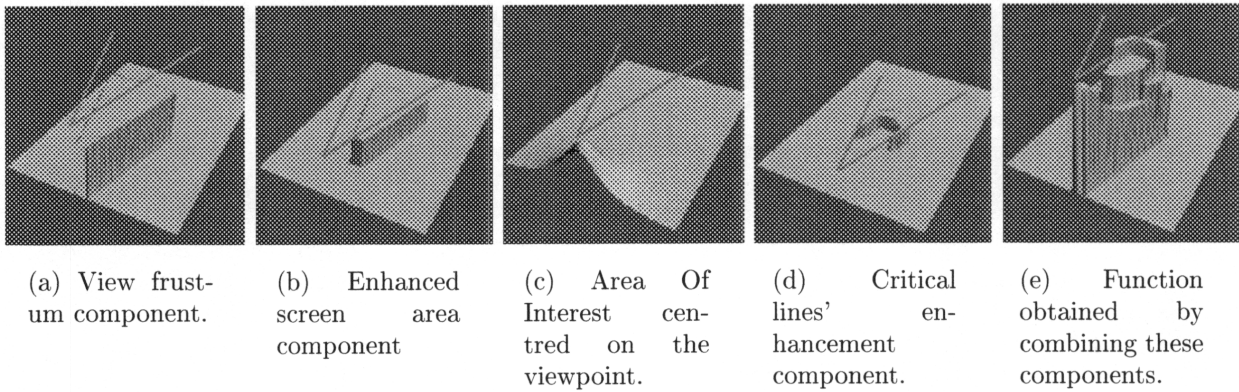 (a) View frust-
um component.
(b) Enhanced
screen area
component
(c) Area Of
Interest cen-
tred on the
viewpoint.
(d) Critical
lines' en-
hancement
component.
(e) Function
obtained by
combining these
components.